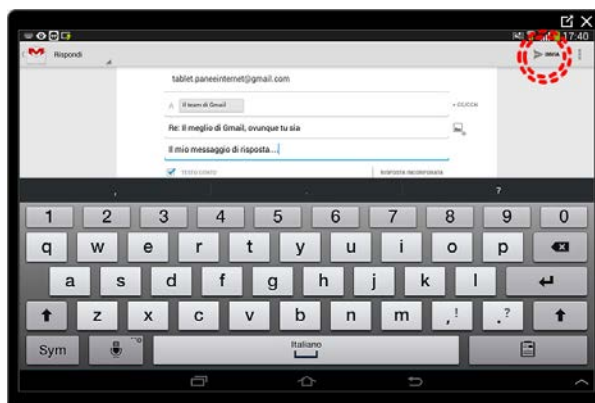 17:40
Rispondi
INVIA
tablet.paneeinternet@gmail.com
A Il team di Gmail
+ CC/CCN
Re: Il meglio di Gmail, ovunque tu sia
Il mio messaggio di risposta...
TESTO CITATO
RISPOSTA INCORPORATA
, . ?
1 2 3 4 5 6 7 8 9 0
q w e r t y u i o p
a s d f g h j k l
z x c v b n m ,! .?
Sym
Italiano